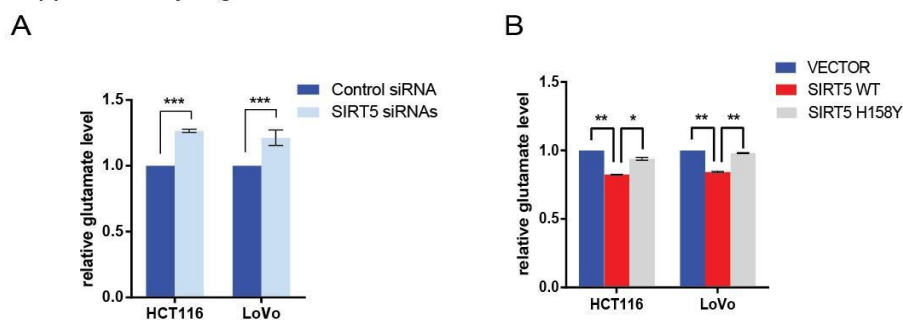 A
Control siRNA
SIRT5 siRNAs
relative glutamate level
1.5
1.0
0.5
0.0
***
***
HCT116
LoVo
B
VECTOR
SIRT5 WT
SIRT5 H158Y
relative glutamate level
1.5
1.0
0.5
0.0
**
*
**
**
HCT116
LoVo